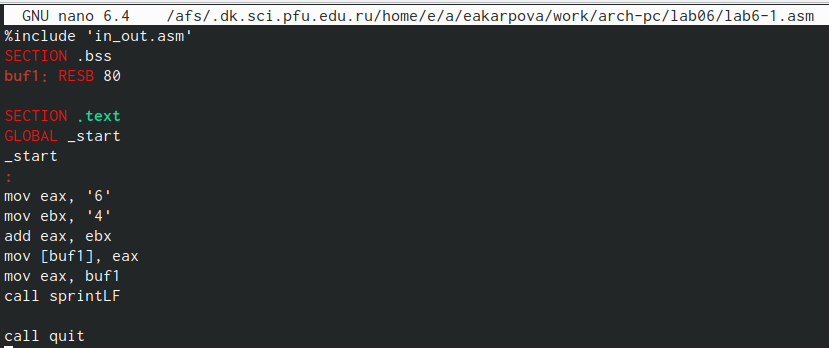 GNU nano 6.4 /afs/.dk.sci.pfu.edu.ru/home/e/a/eakarpova/work/arch-pc/lab06/lab6-1.asm
%include 'in_out.asm'
SECTION .bss
buf1: RESB 80
SECTION .text
GLOBAL _start
_start
:
mov eax, '6'
mov ebx, '4'
add eax, ebx
mov [buf1], eax
mov eax, buf1
call sprintLF
call quit